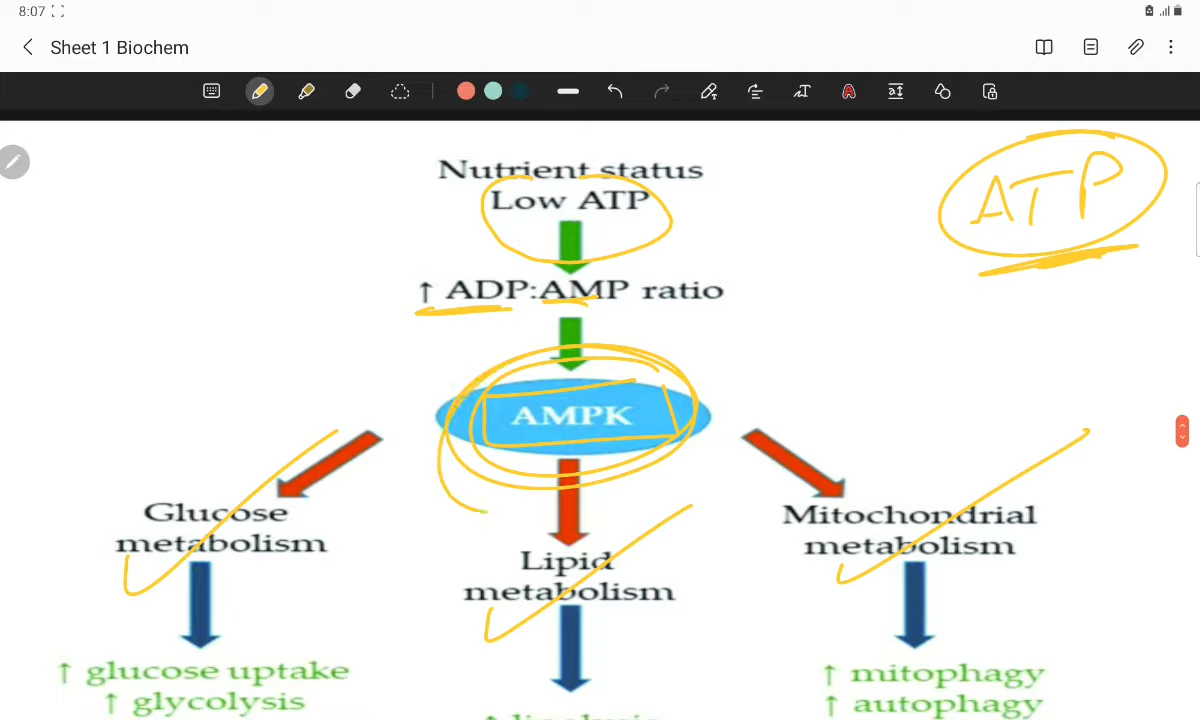 8:07
Sheet 1 Biochem
Nutrient status
Low ATP
ATP
↑ ADP:AMP ratio
AMPK
Glucose
metabolism
Lipid
metabolism
Mitochondrial
metabolism
↑ glucose uptake
↑ glycolysis
↑ mitophagy
↑ autophagy